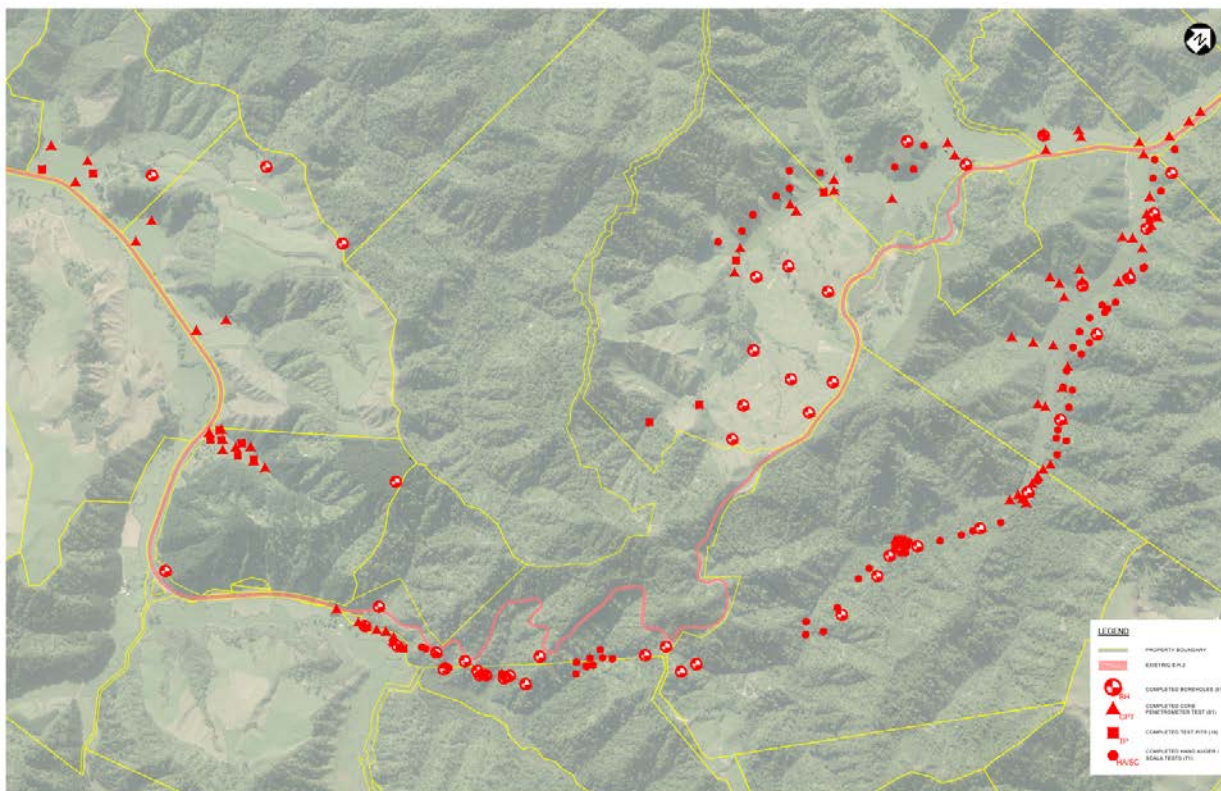 N
LEGEND
PROPERTY BOUNDARY
EXISTING S.H.3
BH
COMPLETED BOREHOLES
CPT
COMPLETED CONE
PENETROMETER TEST
TP
COMPLETED TEST PITS
HA/SC
COMPLETED HAND AUGER /
SCALA TESTS